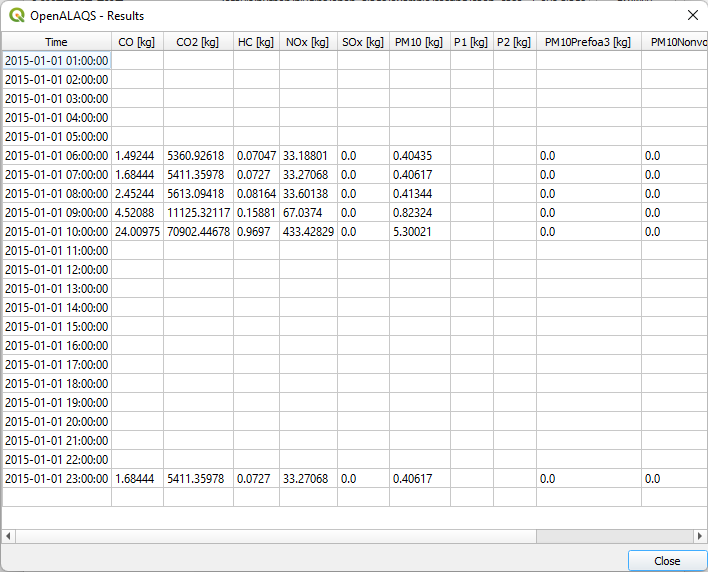 OpenALAQS - Results
Time CO [kg] CO2 [kg] HC [kg] NOx [kg] SOx [kg] PM10 [kg] P1 [kg] P2 [kg] PM10Prefoa3 [kg] PM10Nonvo
2015-01-01 01:00:00
2015-01-01 02:00:00
2015-01-01 03:00:00
2015-01-01 04:00:00
2015-01-01 05:00:00
2015-01-01 06:00:00 1.49244 5360.92618 0.07047 33.18801 0.0 0.40435 0.0 0.0
2015-01-01 07:00:00 1.68444 5411.35978 0.0727 33.27068 0.0 0.40617 0.0 0.0
2015-01-01 08:00:00 2.45244 5613.09418 0.08164 33.60138 0.0 0.41344 0.0 0.0
2015-01-01 09:00:00 4.52088 11125.32117 0.15881 67.0374 0.0 0.82324 0.0 0.0
2015-01-01 10:00:00 24.00975 70902.44678 0.9697 433.42829 0.0 5.30021 0.0 0.0
2015-01-01 11:00:00
2015-01-01 12:00:00
2015-01-01 13:00:00
2015-01-01 14:00:00
2015-01-01 15:00:00
2015-01-01 16:00:00
2015-01-01 17:00:00
2015-01-01 18:00:00
2015-01-01 19:00:00
2015-01-01 20:00:00
2015-01-01 21:00:00
2015-01-01 22:00:00
2015-01-01 23:00:00 1.68444 5411.35978 0.0727 33.27068 0.0 0.40617 0.0 0.0
Close